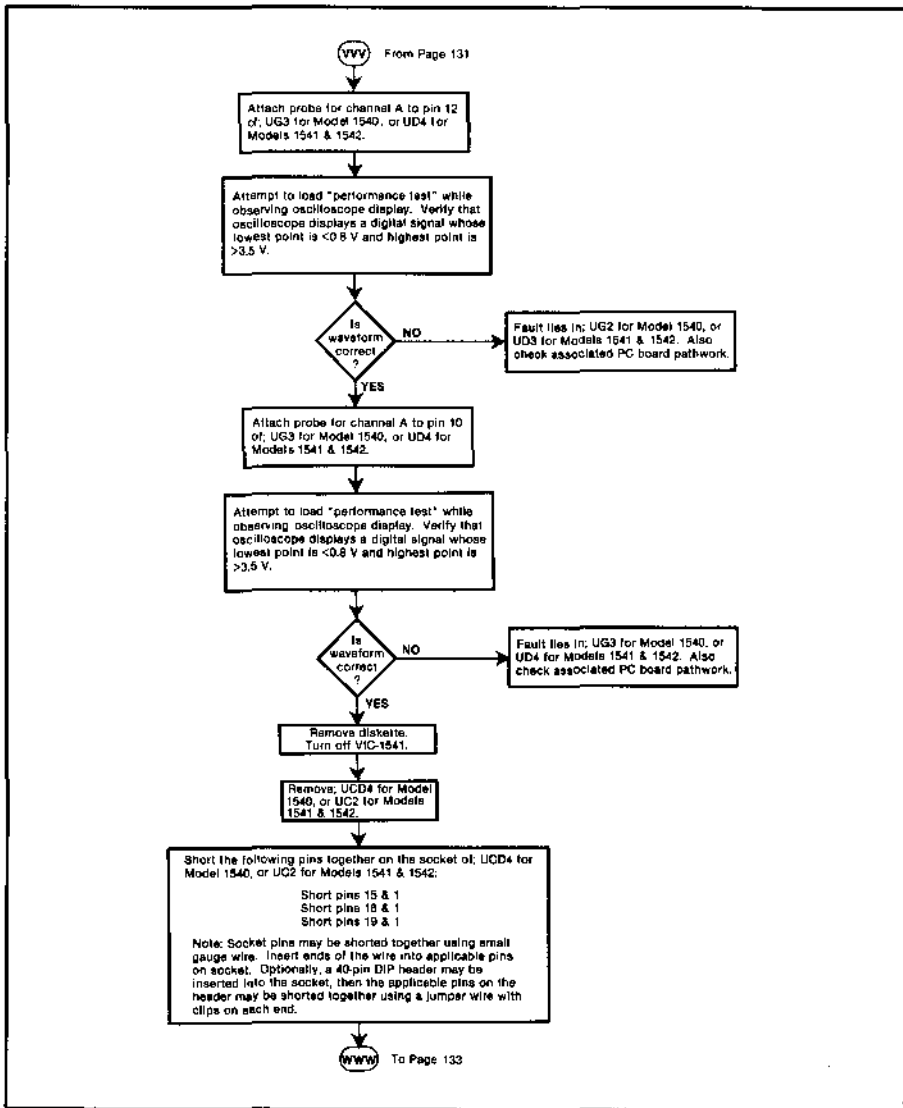 VVV From Page 131
Attach probe for channel A to pin 12
of; UG3 for Model 1540, or UD4 for
Models 1541 & 1542.
Attempt to load "performance test" while
observing oscilloscope display. Verify that
oscilloscope displays a digital signal whose
lowest point is <0.8 V and highest point is
>3.5 V.
Is
waveform
correct
?
NO
Fault lies in; UG2 for Model 1540, or
UD3 for Models 1541 & 1542. Also
check associated PC board pathwork.
YES
Attach probe for channel A to pin 10
of; UG3 for Model 1540, or UD4 for
Models 1541 & 1542.
Attempt to load "performance test" while
observing oscilloscope display. Verify that
oscilloscope displays a digital signal whose
lowest point is <0.8 V and highest point is
>3.5 V.
Is
waveform
correct
?
NO
Fault lies in; UG3 for Model 1540, or
UD4 for Models 1541 & 1542. Also
check associated PC board pathwork.
YES
Remove diskette.
Turn off VIC-1541.
Remove; UCD4 for Model
1540, or UC2 for Models
1541 & 1542.
Short the following pins together on the socket of; UCD4 for
Model 1540, or UC2 for Models 1541 & 1542:
Short pins 15 & 1
Short pins 18 & 1
Short pins 19 & 1
Note: Socket pins may be shorted together using small
gauge wire. Insert ends of the wire into applicable pins
on socket. Optionally, a 40-pin DIP header may be
inserted into the socket, then the applicable pins on the
header may be shorted together using a jumper wire with
clips on each end.
WWW To Page 133